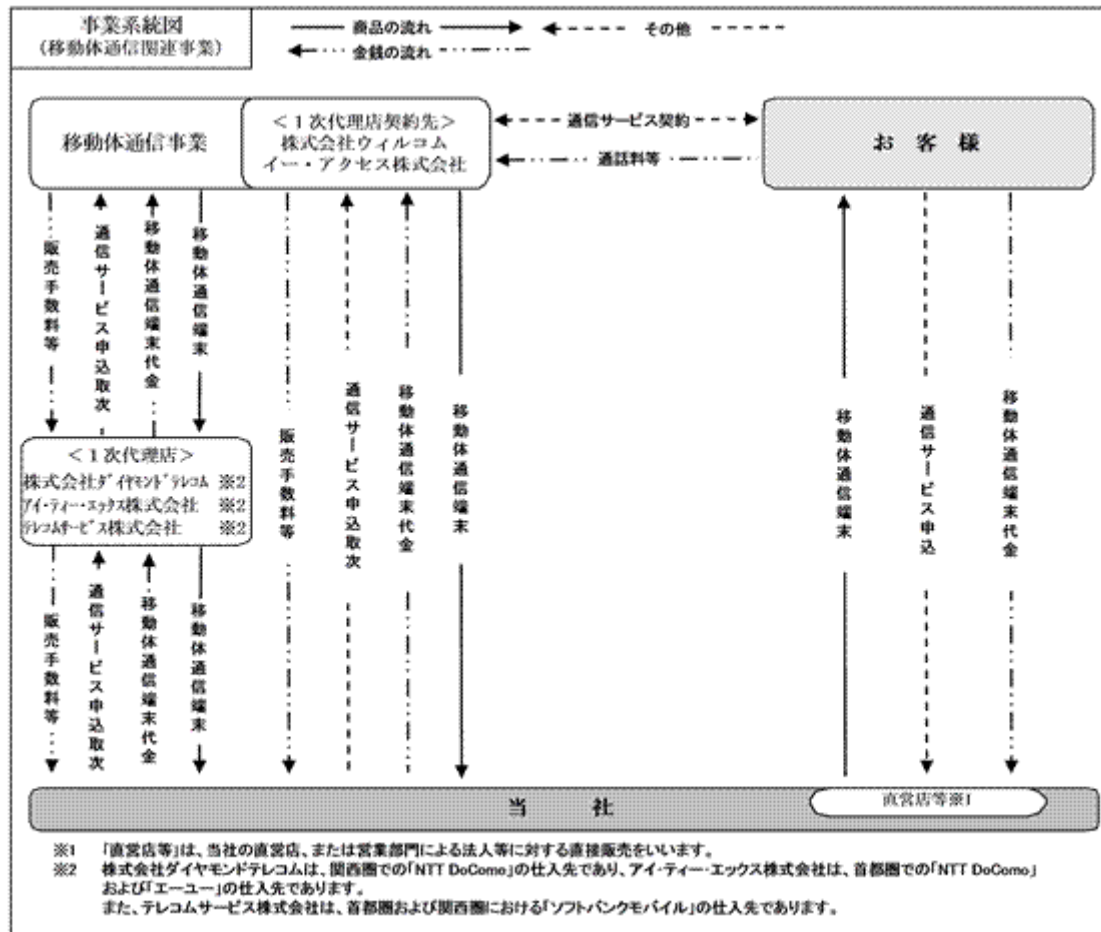 事業系統図
(移動体通信関連事業)
商品の流れ
その他
金銭の流れ
移動体通信事業
<1次代理店契約先>
株式会社ウィルコム
イー・アクセス株式会社
通信サービス契約
通話料等
お客様
販売手数料等
通信サービス申込取次
移動体通信端末代金
移動体通信端末
<1次代理店>
株式会社ダイヤモンドテレコム ※2
アイ・ティー・エックス株式会社 ※2
テレコムサービス株式会社 ※2
販売手数料等
通信サービス申込取次
移動体通信端末代金
移動体通信端末
販売手数料等
通信サービス申込取次
移動体通信端末代金
移動体通信端末
移動体通信端末
通信サービス申込
移動体通信端末代金
当社
直営店等※1
※1 「直営店等」は、当社の直営店、または営業部門による法人等に対する直接販売をいいます。
※2 株式会社ダイヤモンドテレコムは、関西圏での「NTT DoComo」の仕入先であり、アイ・ティー・エックス株式会社は、首都圏での「NTT DoComo」
および「エーユー」の仕入先であります。
また、テレコムサービス株式会社は、首都圏および関西圏における「ソフトバンクモバイル」の仕入先であります。